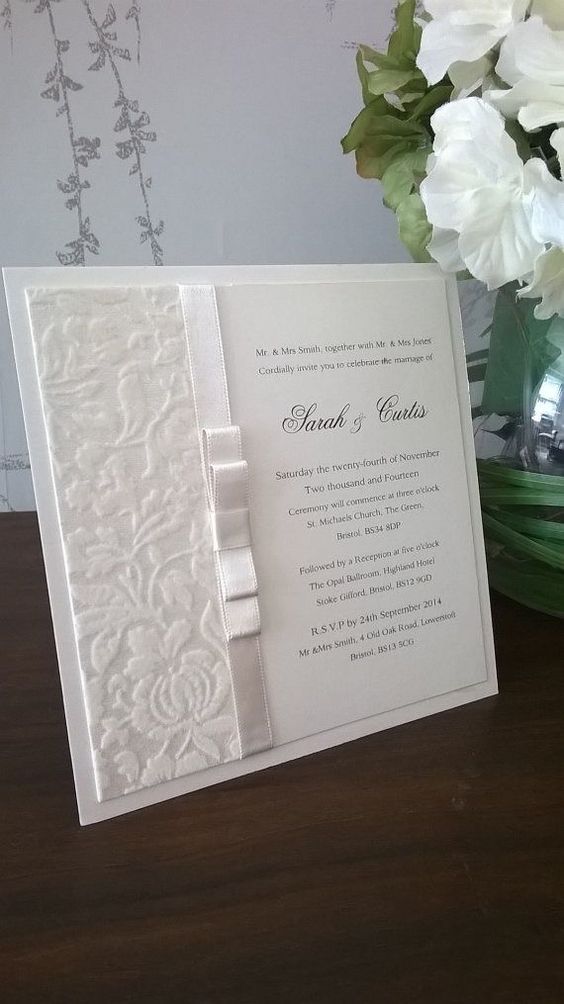 Mr. & Mrs Smith, together with Mr. & Mrs Jones
Cordially invite you to celebrate the marriage of
Sarah & Curtis
Saturday the twenty-fourth of November
Two thousand and Fourteen
Ceremony will commence at three o'clock
St. Michaels Church, The Green,
Bristol, BS34 8DP
Followed by a Reception at five o'clock
The Opal Ballroom, Highland Hotel
Stoke Gifford, Bristol, BS12 9GD
R.S.V.P by 24th September 2014
Mr &Mrs Smith, 4 Old Oak Road, Lowerstoft
Bristol, BS13 5CG